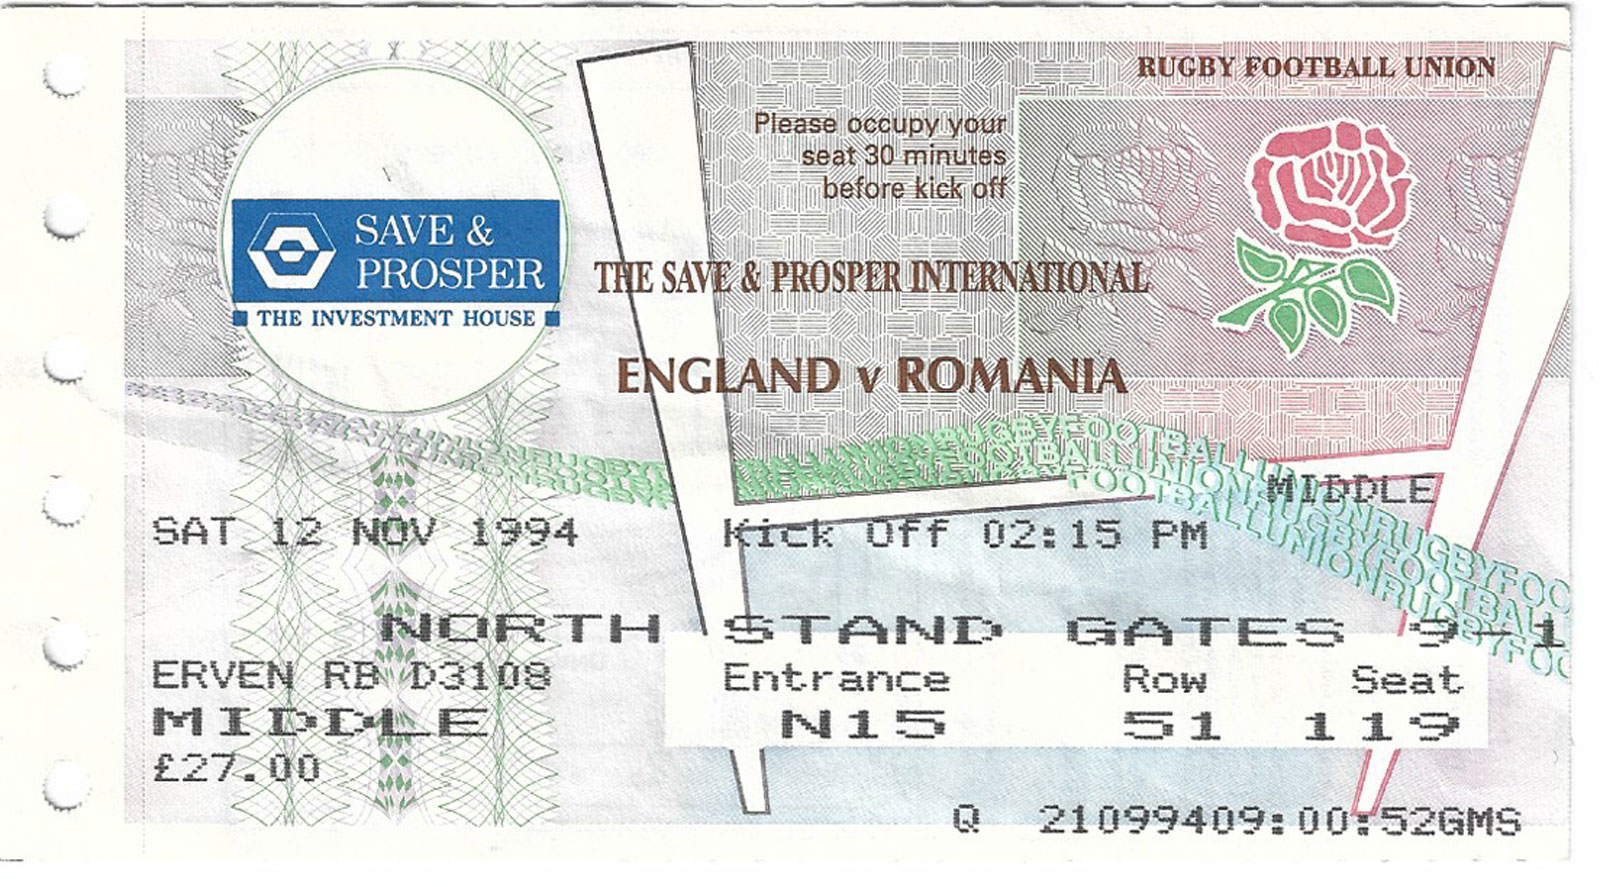 RUGBY FOOTBALL UNION
Please occupy your
seat 30 minutes
before kick off
SAVE &
PROSPER
THE INVESTMENT HOUSE
THE SAVE & PROSPER INTERNATIONAL
ENGLAND v ROMANIA
MIDDLE
SAT 12 NOV 1994 Kick Off 02:15 PM
NORTH STAND GATES 9-1
ERVEN RB D3108 Entrance Row Seat
MIDDLE N15 51 119
£27.00
Q 21099409:00:52GMS